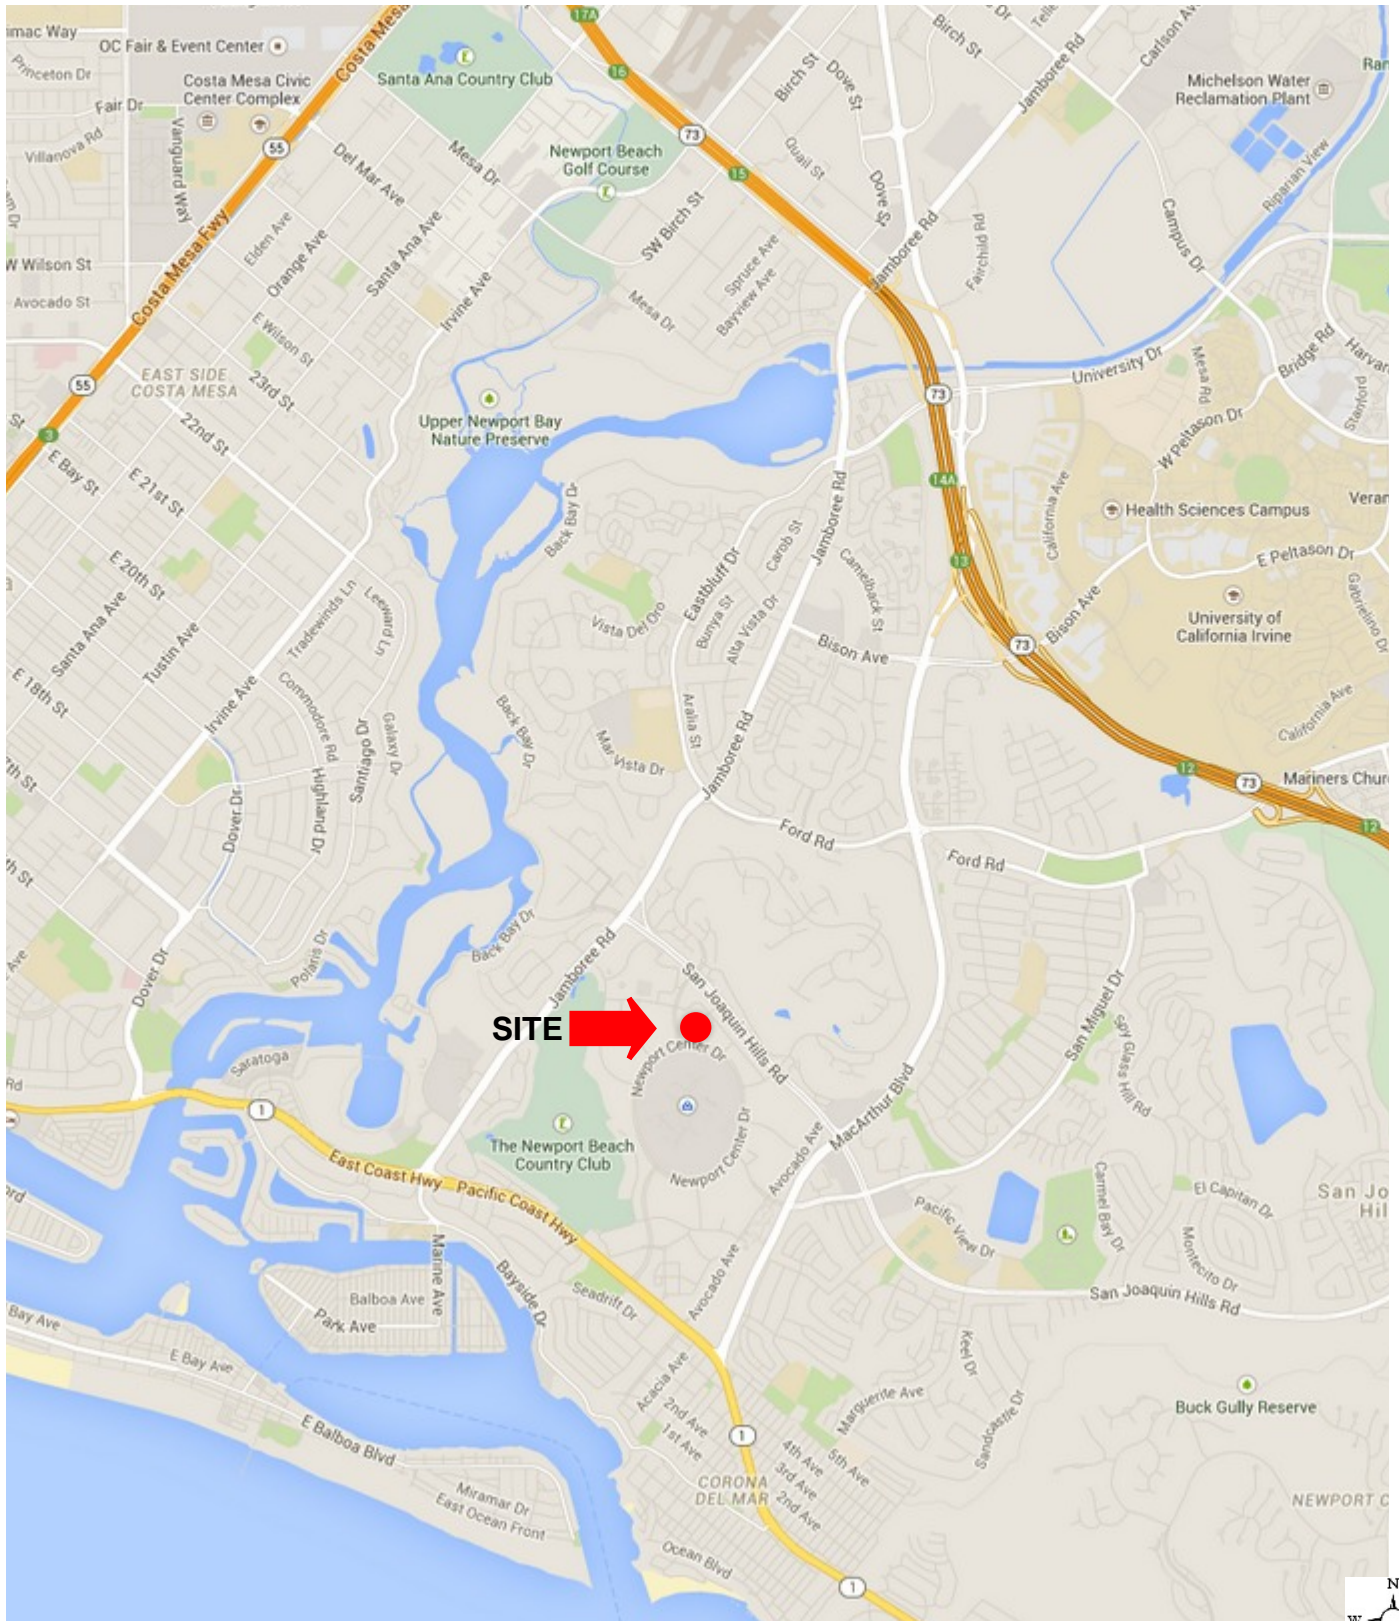 17A
imac Way
OC Fair & Event Center
Costa Mesa
Birch St
Telle
Carlson Av
Princeton Dr
Santa Ana Country Club
16
Birch St
Dove St
Jamboree Rd
Ran
Costa Mesa Civic
Center Complex
Michelson Water
Reclamation Plant
Fair Dr
Villanova Rd
Vanguard Way
55
73
Del Mar Ave
Mesa Dr
Newport Beach
Golf Course
15
Quail St
Riparian View
Dove St
Elden Ave
Orange Ave
Santa Ana Ave
SW Birch St
Jamboree Rd
Fairchild Rd
Campus Dr
W Wilson St
Costa Mesa Fwy
Irvine Ave
Mesa Dr
Spruce Ave
Bayview Ave
Avocado St
E Wilson St
55
EAST SIDE
COSTA MESA
23rd St
University Dr
Mesa Rd
Bridge Rd
Harvar
Stanford
73
St
3
22nd St
Upper Newport Bay
Nature Preserve
W Peltason Dr
E Bay St
E 21st St
14A
Jamboree Rd
California Ave
Veran
Health Sciences Campus
Back Bay Dr
Carob St
E 20th St
13
E Peltason Dr
Eastbluff Dr
Camelback St
Santa Ana Ave
Tradewinds Ln
Leeward Ln
Vista Del Oro
Bunya St
Alta Vista Dr
University of
California Irvine
Gabrielino Dr
Tustin Ave
Bison Ave
73
Bison Ave
E 18th St
Irvine Ave
Commodore Rd
Santiago Dr
Galaxy Dr
Back Bay Dr
Aralia St
Jamboree Rd
California Ave
7th St
Highland Dr
Mar Vista Dr
12
73
Mariners Churc
Dover Dr
Ford Rd
12
th St
Ford Rd
Ave
Dover Dr
Polaris Dr
Back Bay Dr
Jamboree Rd
San Joaquin Hills Rd
San Miguel Dr
SITE
Newport Center Dr
Spy Glass Hill Rd
Saratoga
Rd
1
MacArthur Blvd
The Newport Beach
Country Club
Newport Center Dr
Newport Center Dr
Avocado Ave
East Coast Hwy
Pacific Coast Hwy
Carmel Bay Dr
El Capitan Dr
San Jo
Hil
ord
Pacific View Dr
Marine Ave
Bayside Dr
Avocado Ave
Montecito Dr
Balboa Ave
Park Ave
Seadrift Dr
San Joaquin Hills Rd
Bay Ave
E Bay Ave
Acacia Ave
Keel Dr
Marguerite Ave
Sandcastle Dr
Buck Gully Reserve
E Balboa Blvd
2nd Ave
1st Ave
1
4th Ave
5th Ave
3rd Ave
2nd Ave
CORONA
DEL MAR
Miramar Dr
East Ocean Front
NEWPORT C
Ocean Blvd
1
N
W